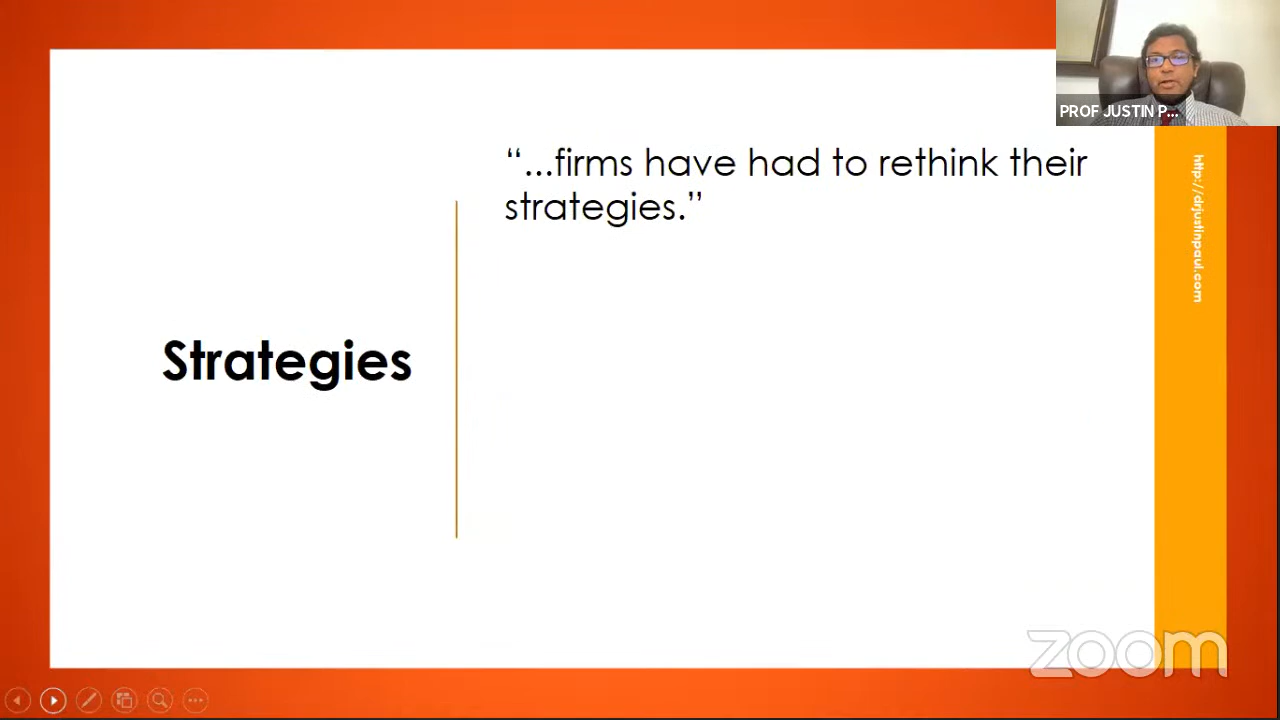 PROF JUSTIN P...
http://drjustinpaul.com
“...firms have had to rethink their
strategies.”
Strategies
zoom